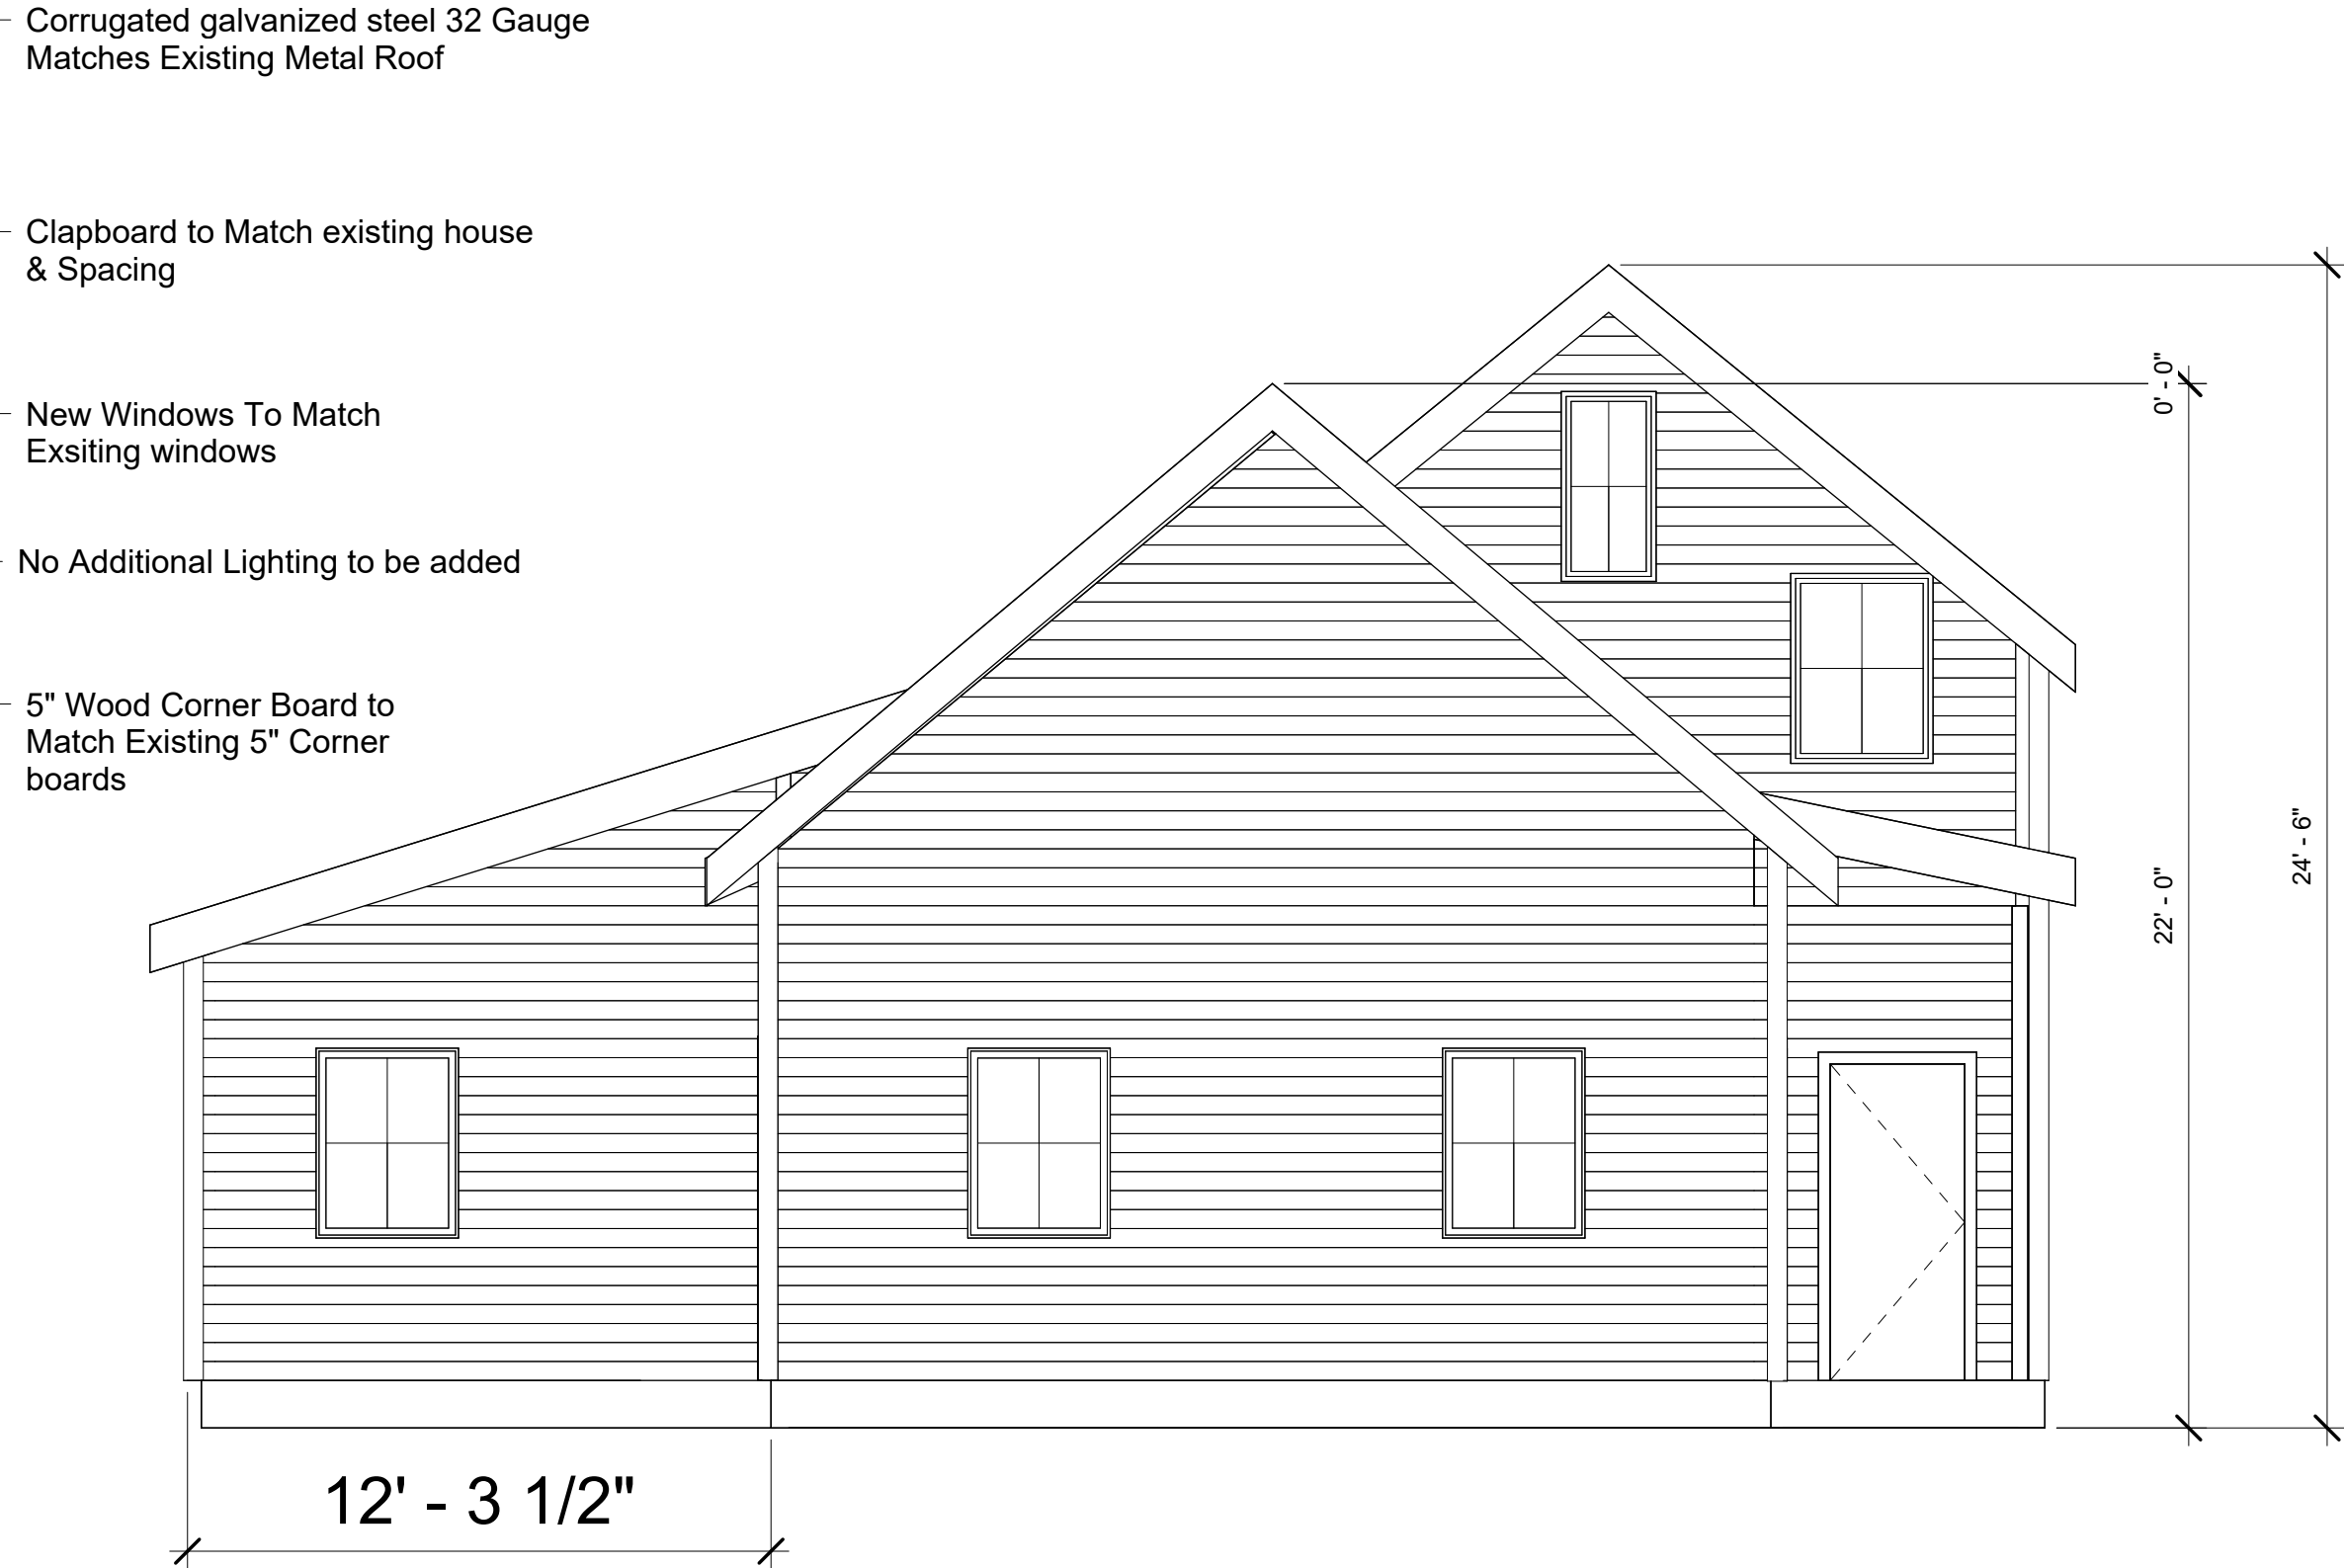 Corrugated galvanized steel 32 Gauge
Matches Existing Metal Roof
Clapboard to Match existing house
& Spacing
New Windows To Match
Exsiting windows
No Additional Lighting to be added
5" Wood Corner Board to
Match Existing 5" Corner
boards
0' - 0"
22' - 0"
24' - 6"
12' - 3 1/2"